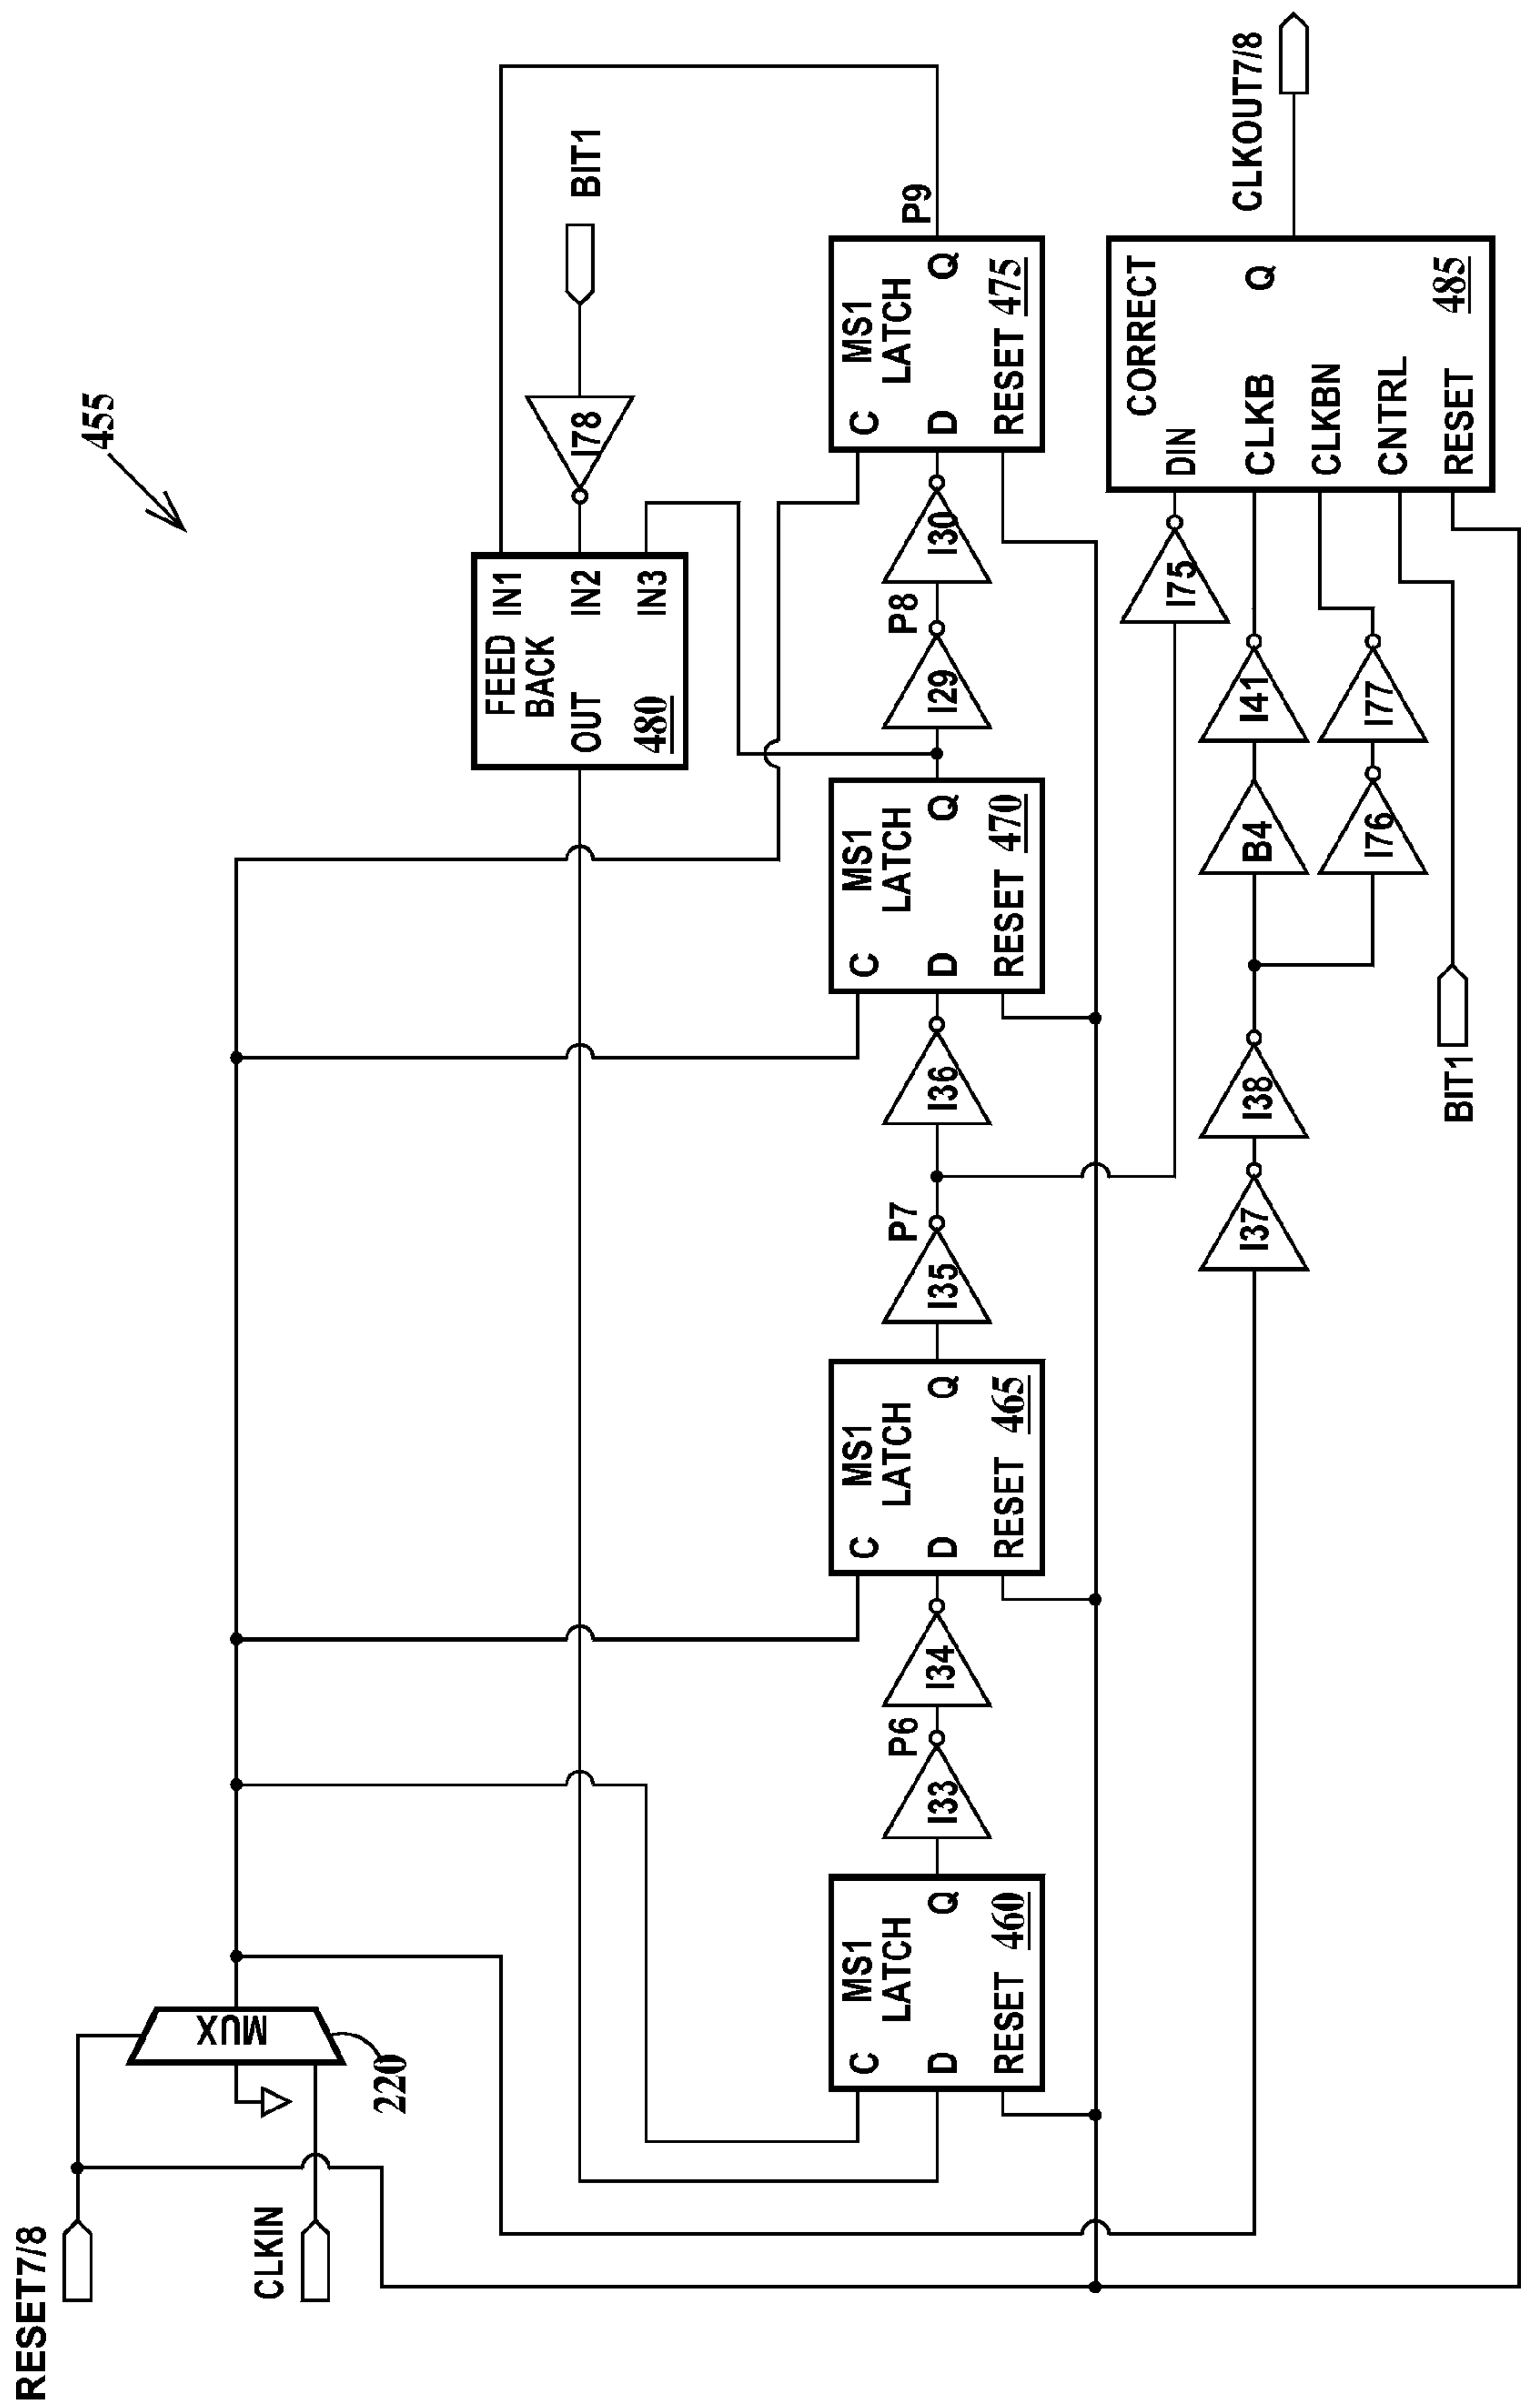 455
RESET7/8
CLKIN
MUX
220
FEED
BACK
IN1
IN2
IN3
OUT
480
I78
BIT1
MS1
LATCH
C
D
Q
RESET
460
I33
P6
I34
MS1
LATCH
C
D
Q
RESET
465
I35
P7
I36
MS1
LATCH
C
D
Q
RESET
470
I29
P8
I30
MS1
LATCH
C
D
Q
RESET
475
P9
I37
I38
B4
I41
I76
I77
I75
BIT1
CORRECT
DIN
CLKB
Q
CLKBN
CNTRL
RESET
485
CLKOUT7/8